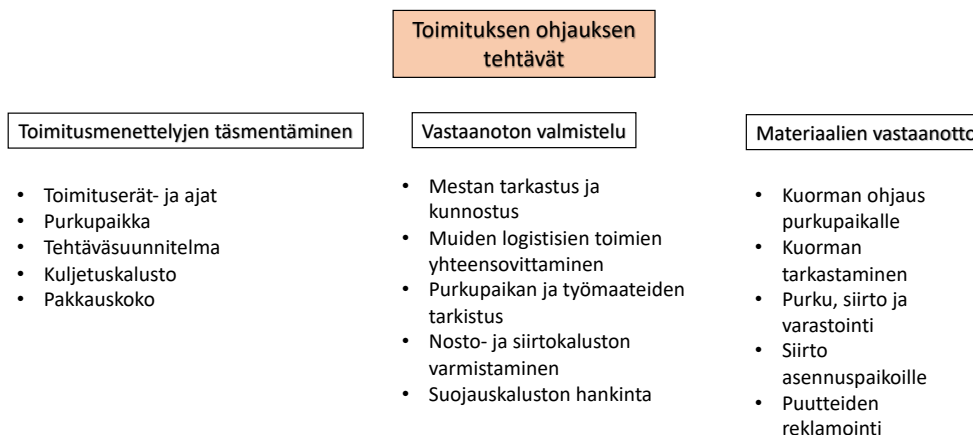 Toimituksen ohjauksen
tehtävät
Toimitusmenettelyjen täsmentäminen
• Toimituserät- ja ajat
• Purkupaikka
• Tehtäväsuunnitelma
• Kuljetuskalusto
• Pakkauskoko
Vastaanoton valmistelu
• Mestan tarkastus ja
kunnostus
• Muiden logistisien toimien
yhteensovittaminen
• Purkupaikan ja työmaateiden
tarkistus
• Nosto- ja siirtokaluston
varmistaminen
• Suojauskaluston hankinta
Materiaalien vastaanotto
• Kuorman ohjaus
purkupaikalle
• Kuorman
tarkastaminen
• Purku, siirto ja
varastointi
• Siirto
asennuspaikoille
• Puutteiden
reklamointi